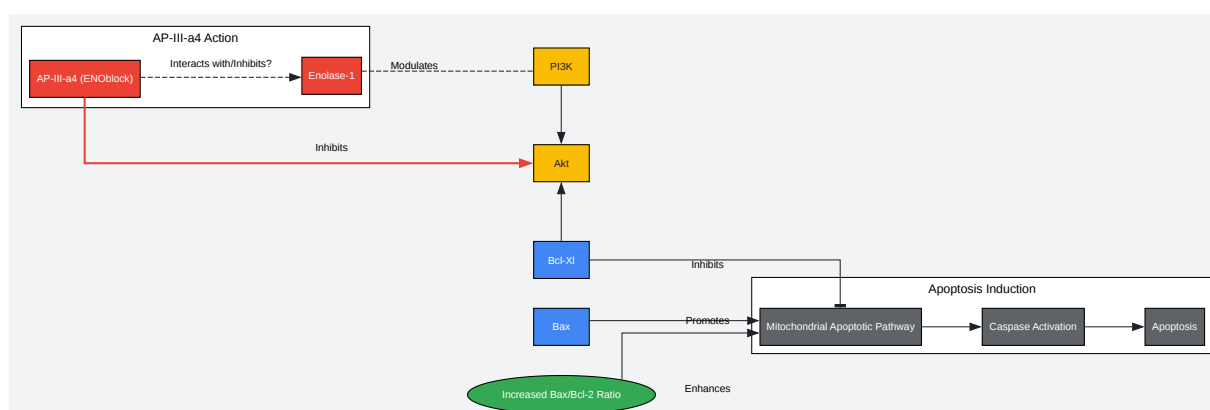 AP-III-a4 Action
AP-III-a4 (ENOblock)
Interacts with/Inhibits?
Enolase-1
Modulates
PI3K
Inhibits
Akt
Bcl-Xl
Inhibits
Apoptosis Induction
Bax
Promotes
Mitochondrial Apoptotic Pathway
Caspase Activation
Apoptosis
Increased Bax/Bcl-2 Ratio
Enhances